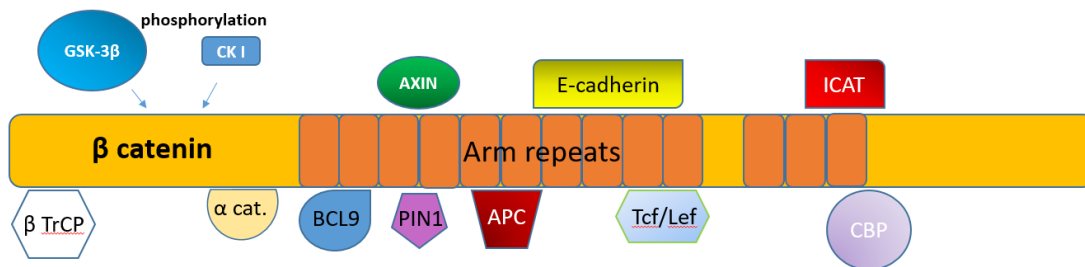 phosphorylation
GSK-3β
CK I
AXIN
E-cadherin
ICAT
β catenin
Arm repeats
β TrCP
α cat.
BCL9
PIN1
APC
Tcf/Lef
CBP